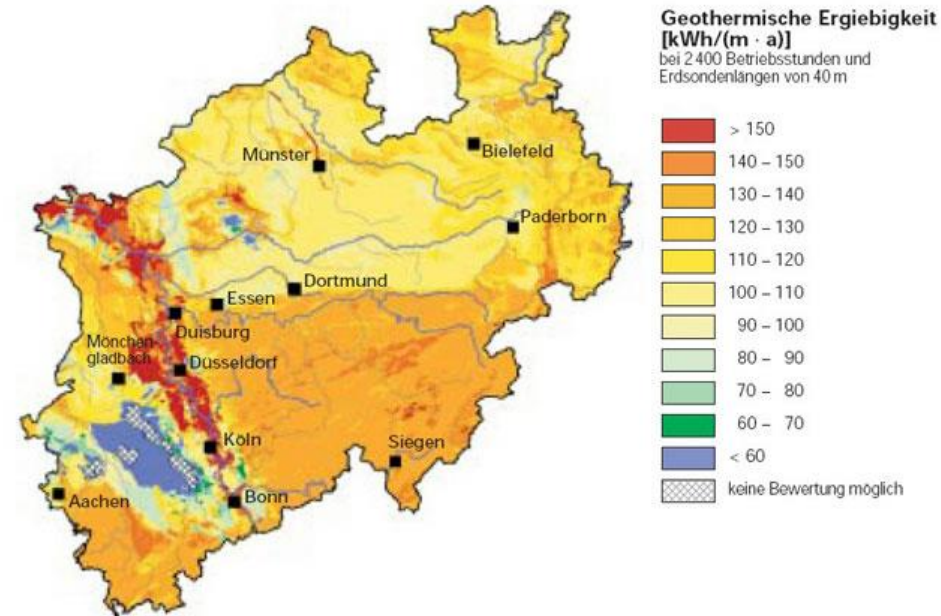 Geothermische Ergiebigkeit
[kWh/(m · a)]
bei 2 400 Betriebsstunden und
Erdsondenlängen von 40 m
> 150
140 – 150
130 – 140
120 – 130
110 – 120
100 – 110
90 – 100
80 – 90
70 – 80
60 – 70
< 60
keine Bewertung möglich
Münster
Bielefeld
Paderborn
Dortmund
Essen
Duisburg
Mönchen
gladbach
Düsseldorf
Köln
Siegen
Aachen
Bonn